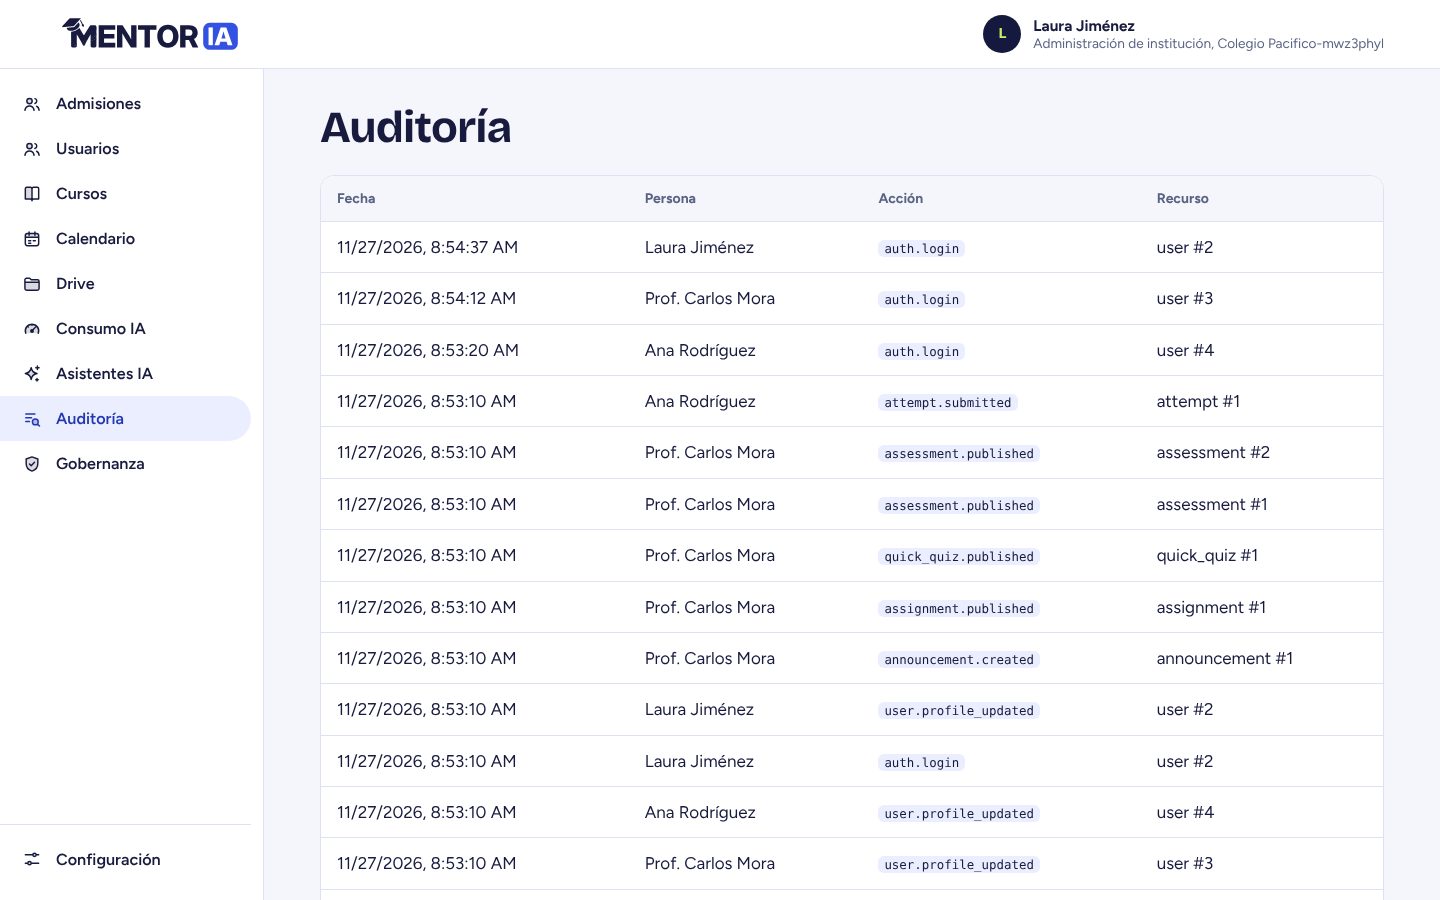 MENTOR IA
Laura Jiménez
Administración de institución, Colegio Pacifico-mwz3phyl
L
Admisiones
Usuarios
Cursos
Calendario
Drive
Consumo IA
Asistentes IA
Auditoría
Gobernanza
Configuración
Auditoría
Fecha Persona Acción Recurso
11/27/2026, 8:54:37 AM Laura Jiménez auth.login user #2
11/27/2026, 8:54:12 AM Prof. Carlos Mora auth.login user #3
11/27/2026, 8:53:20 AM Ana Rodríguez auth.login user #4
11/27/2026, 8:53:10 AM Ana Rodríguez attempt.submitted attempt #1
11/27/2026, 8:53:10 AM Prof. Carlos Mora assessment.published assessment #2
11/27/2026, 8:53:10 AM Prof. Carlos Mora assessment.published assessment #1
11/27/2026, 8:53:10 AM Prof. Carlos Mora quick_quiz.published quick_quiz #1
11/27/2026, 8:53:10 AM Prof. Carlos Mora assignment.published assignment #1
11/27/2026, 8:53:10 AM Prof. Carlos Mora announcement.created announcement #1
11/27/2026, 8:53:10 AM Laura Jiménez user.profile_updated user #2
11/27/2026, 8:53:10 AM Laura Jiménez auth.login user #2
11/27/2026, 8:53:10 AM Ana Rodríguez user.profile_updated user #4
11/27/2026, 8:53:10 AM Prof. Carlos Mora user.profile_updated user #3